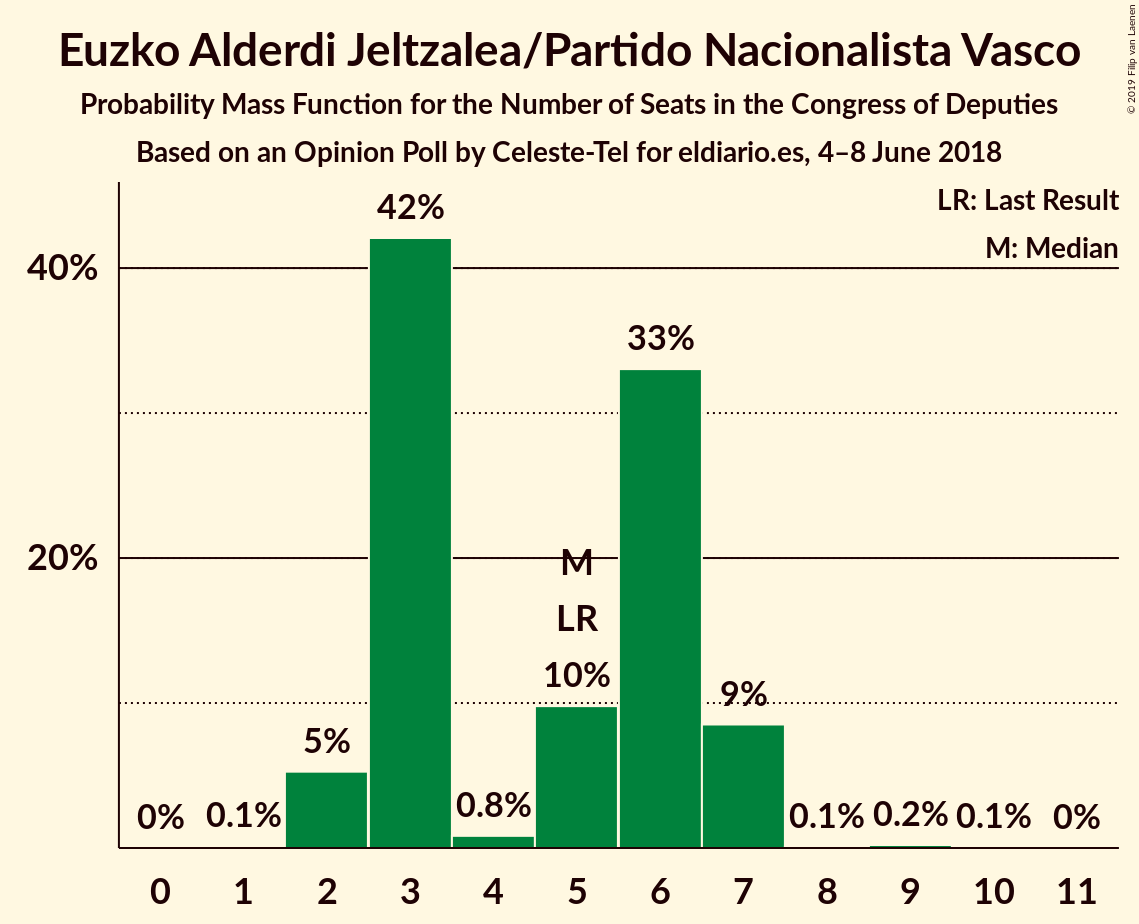 Euzko Alderdi Jeltzalea/Partido Nacionalista Vasco
Probability Mass Function for the Number of Seats in the Congress of Deputies
Based on an Opinion Poll by Celeste-Tel for eldiario.es, 4–8 June 2018
© 2019 Filip van Laenen
LR: Last Result
M: Median
40%
20%
0%
0.1%
5%
42%
0.8%
M
LR
10%
33%
9%
0.1%
0.2%
0.1%
0%
0 1 2 3 4 5 6 7 8 9 10 11